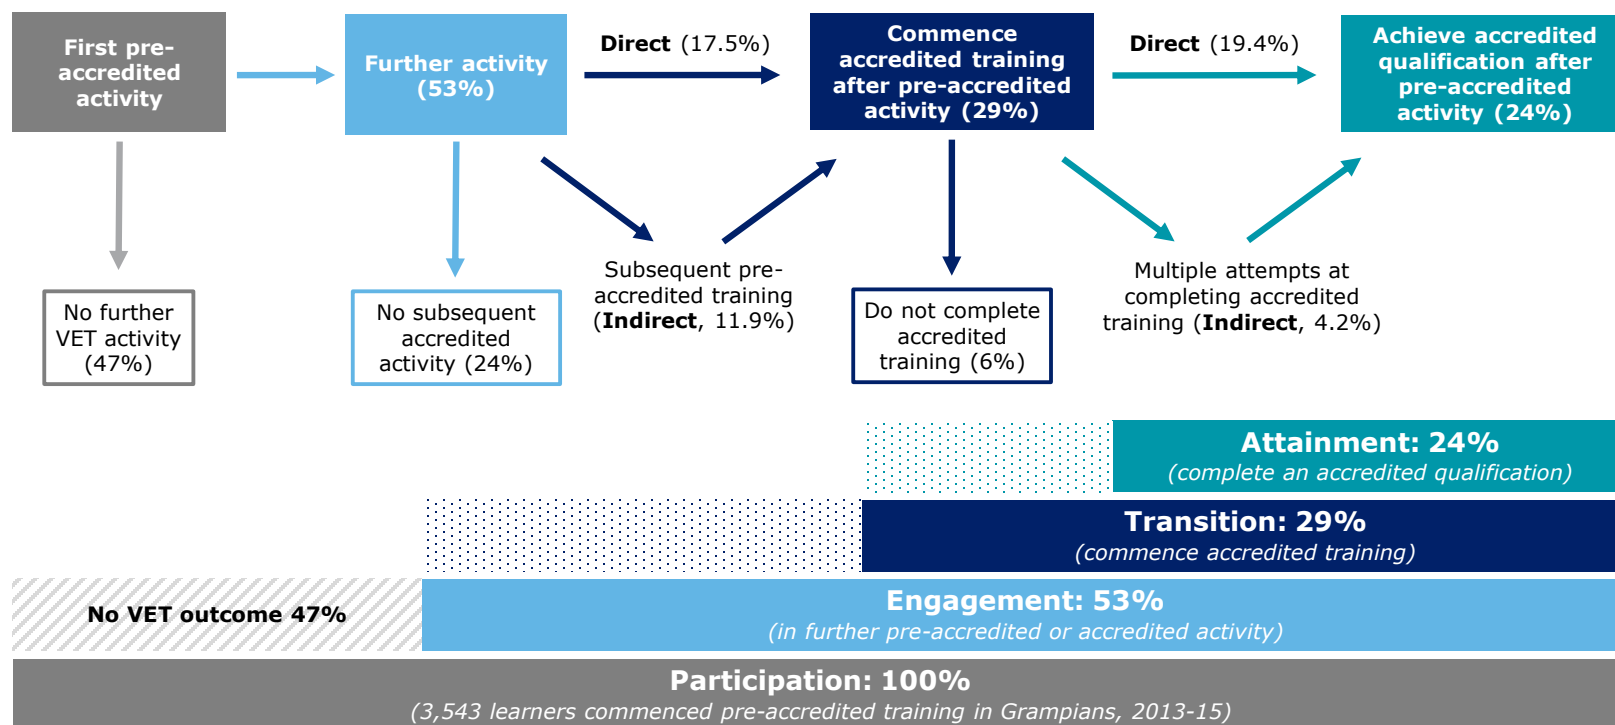 First pre-
accredited
activity
Further activity
(53%)
Direct (17.5%)
Commence
accredited training
after pre-accredited
activity (29%)
Direct (19.4%)
Achieve accredited
qualification after
pre-accredited
activity (24%)
No further
VET activity
(47%)
No subsequent
accredited
activity (24%)
Subsequent pre-
accredited training
(Indirect, 11.9%)
Do not complete
accredited
training (6%)
Multiple attempts at
completing accredited
training (Indirect, 4.2%)
Attainment: 24%
(complete an accredited qualification)
Transition: 29%
(commence accredited training)
No VET outcome 47%
Engagement: 53%
(in further pre-accredited or accredited activity)
Participation: 100%
(3,543 learners commenced pre-accredited training in Grampians, 2013-15)